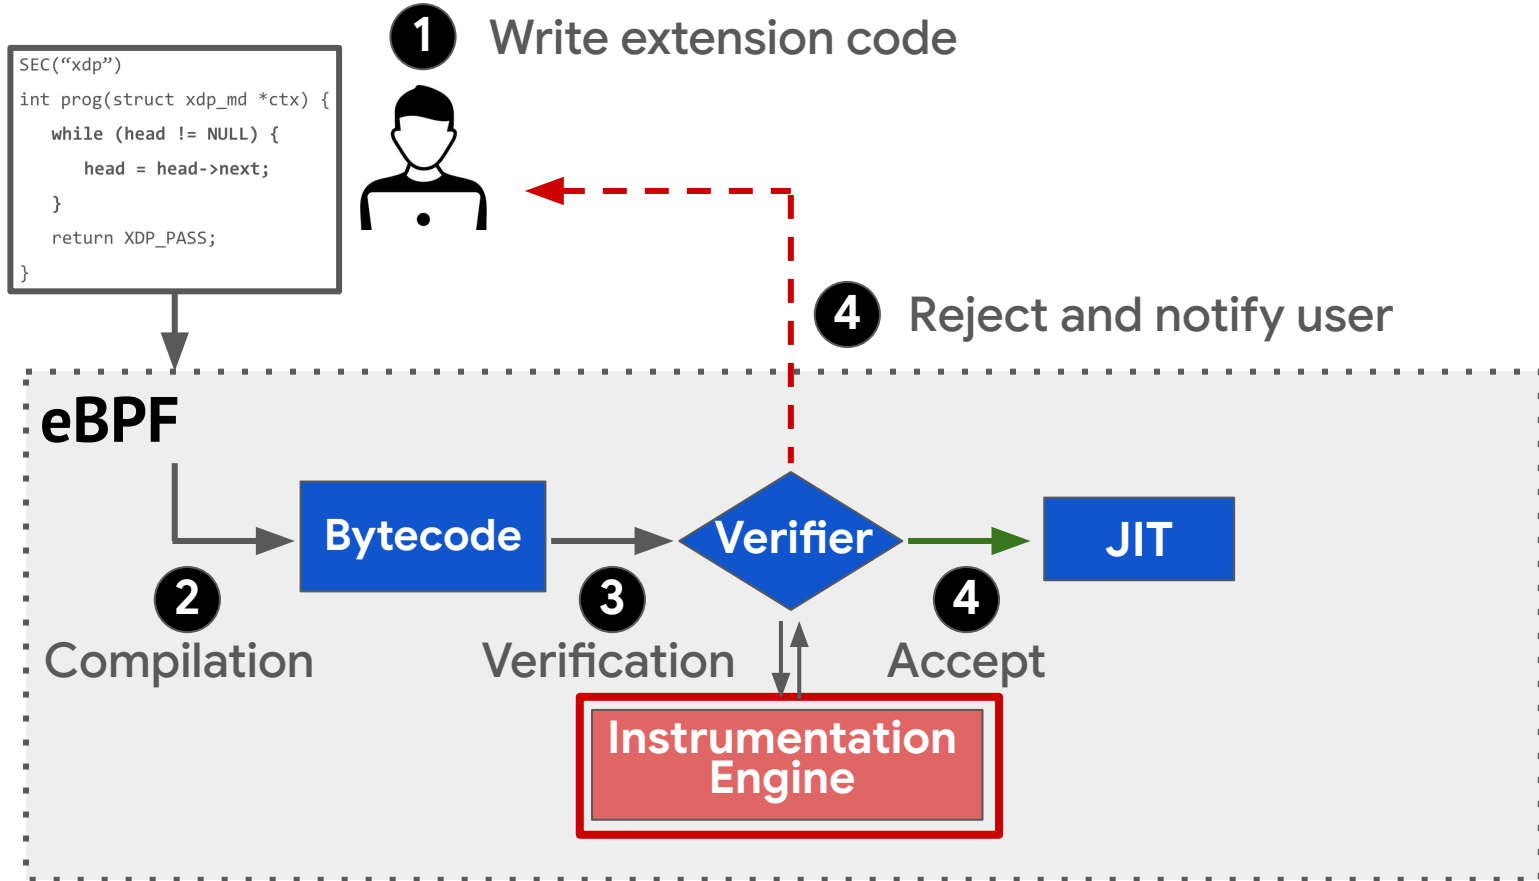 1 Write extension code
SEC(“xdp”)
int prog(struct xdp_md *ctx) {
while (head != NULL) {
head = head->next;
}
return XDP_PASS;
}
4 Reject and notify user
eBPF
Bytecode
Verifier
JIT
2
Compilation
3
Verification
4
Accept
Instrumentation
Engine